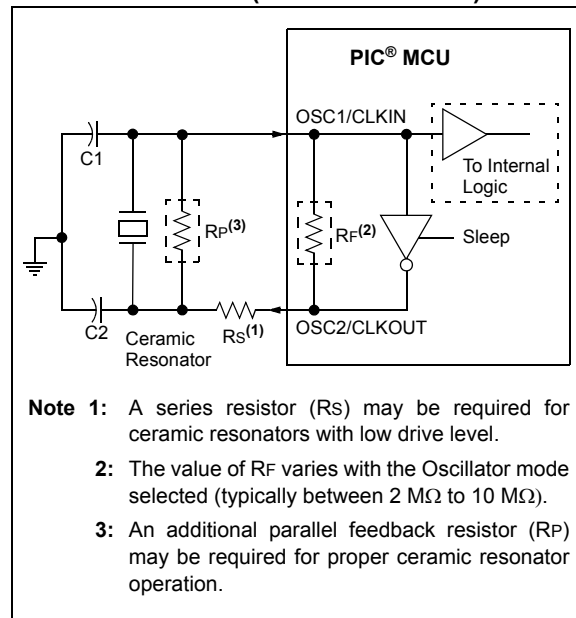 PIC® MCU
OSC1/CLKIN
C1
To Internal
Logic
RP(3)
RF(2)
Sleep
C2
Ceramic
Resonator
RS(1)
OSC2/CLKOUT
Note 1: A series resistor (RS) may be required for
ceramic resonators with low drive level.
2: The value of RF varies with the Oscillator mode
selected (typically between 2 MΩ to 10 MΩ).
3: An additional parallel feedback resistor (RP)
may be required for proper ceramic resonator
operation.